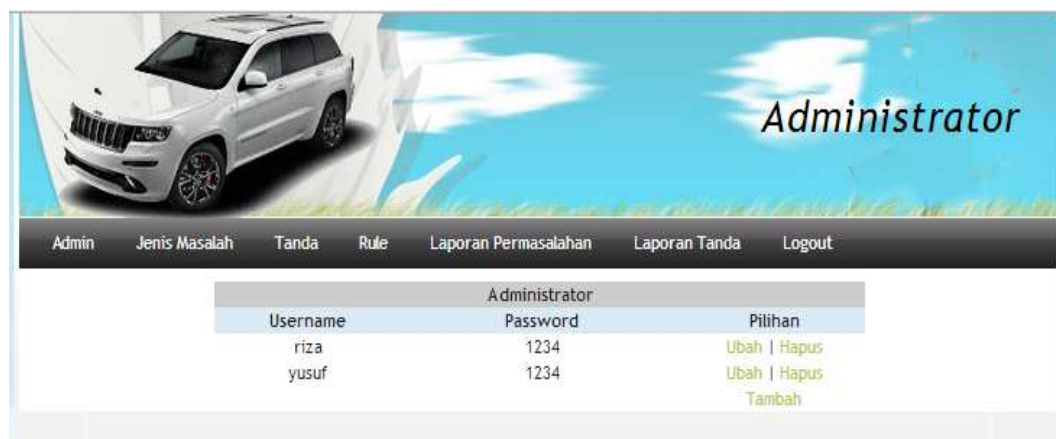 Administrator
Admin Jenis Masalah Tanda Rule Laporan Permasalahan Laporan Tanda Logout
Administrator
Username Password Pilihan
riza 1234 Ubah | Hapus
yusuf 1234 Ubah | Hapus
Tambah